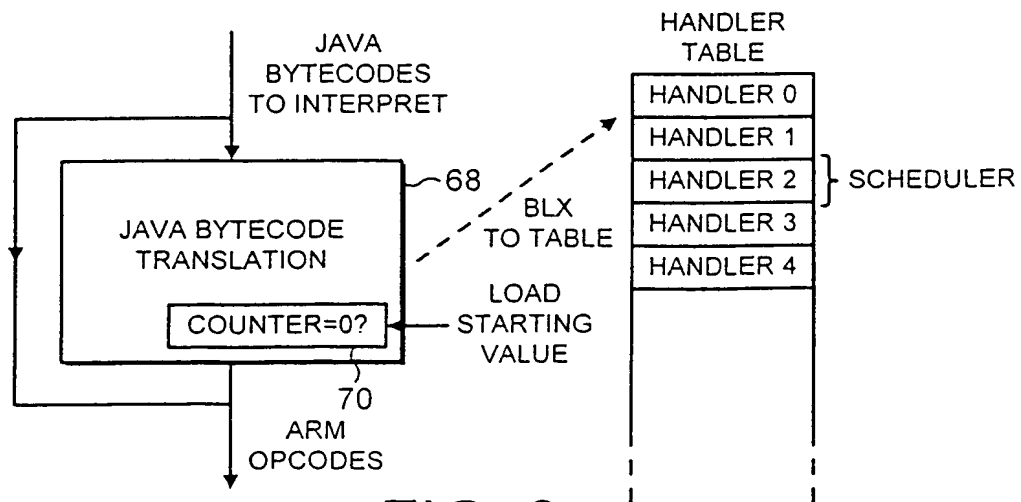 JAVA
BYTECODES
TO INTERPRET
68
JAVA BYTECODE
TRANSLATION
COUNTER=0?
70
ARM
OPCODES
BLX
TO TABLE
LOAD
STARTING
VALUE
HANDLER
TABLE
HANDLER 0
HANDLER 1
HANDLER 2
HANDLER 3
HANDLER 4
SCHEDULER